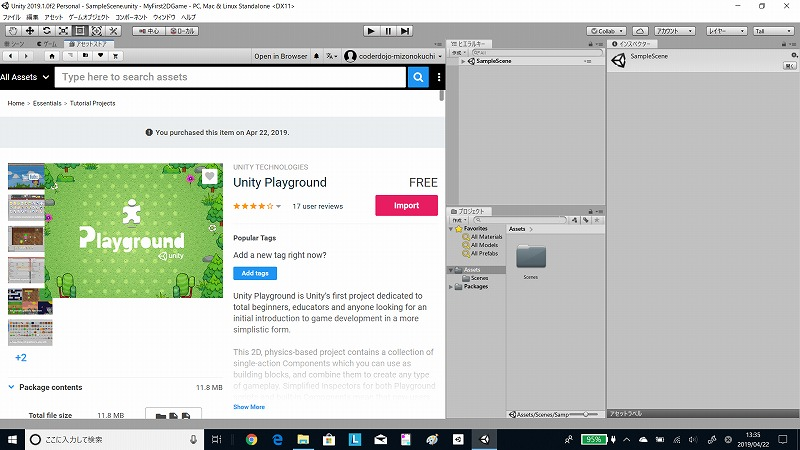 Unity 2019.1.0f2 Personal - SampleScene.unity - MyFirst2DGame - PC, Mac & Linux Standalone <DX11>
ファイル 編集 アセット ゲームオブジェクト コンポーネント ウィンドウ ヘルプ
中心 ローカル
Collab アカウント レイヤー Tall
シーン ゲーム アセットストア
Open in Browser coderdojo-mizonokuchi
All Assets Type here to search assets
Home > Essentials > Tutorial Projects
You purchased this item on Apr 22, 2019.
Playground
unity
UNITY TECHNOLOGIES
Unity Playground FREE
17 user reviews Import
Popular Tags
Add a new tag right now?
Add tags
Unity Playground is Unity's first project dedicated to
total beginners, educators and anyone looking for an
initial introduction to game development in a more
simplistic form.
This 2D, physics-based project contains a collection of
single-action Components which you can use as
building blocks, and combine them to create any type
of gameplay. Simplified Inspectors for both Playground
Show More
+2
Package contents 11.8 MB
Total file size 11.8 MB
ヒエラルキー
作成
SampleScene
インスペクター
SampleScene
開く
プロジェクト
作成
Favorites
All Materials
All Models
All Prefabs
Assets
Scenes
Packages
Assets
Scenes
Assets/Scenes/Samp
アセットラベル
ここに入力して検索
95%
13:35
2019/04/22